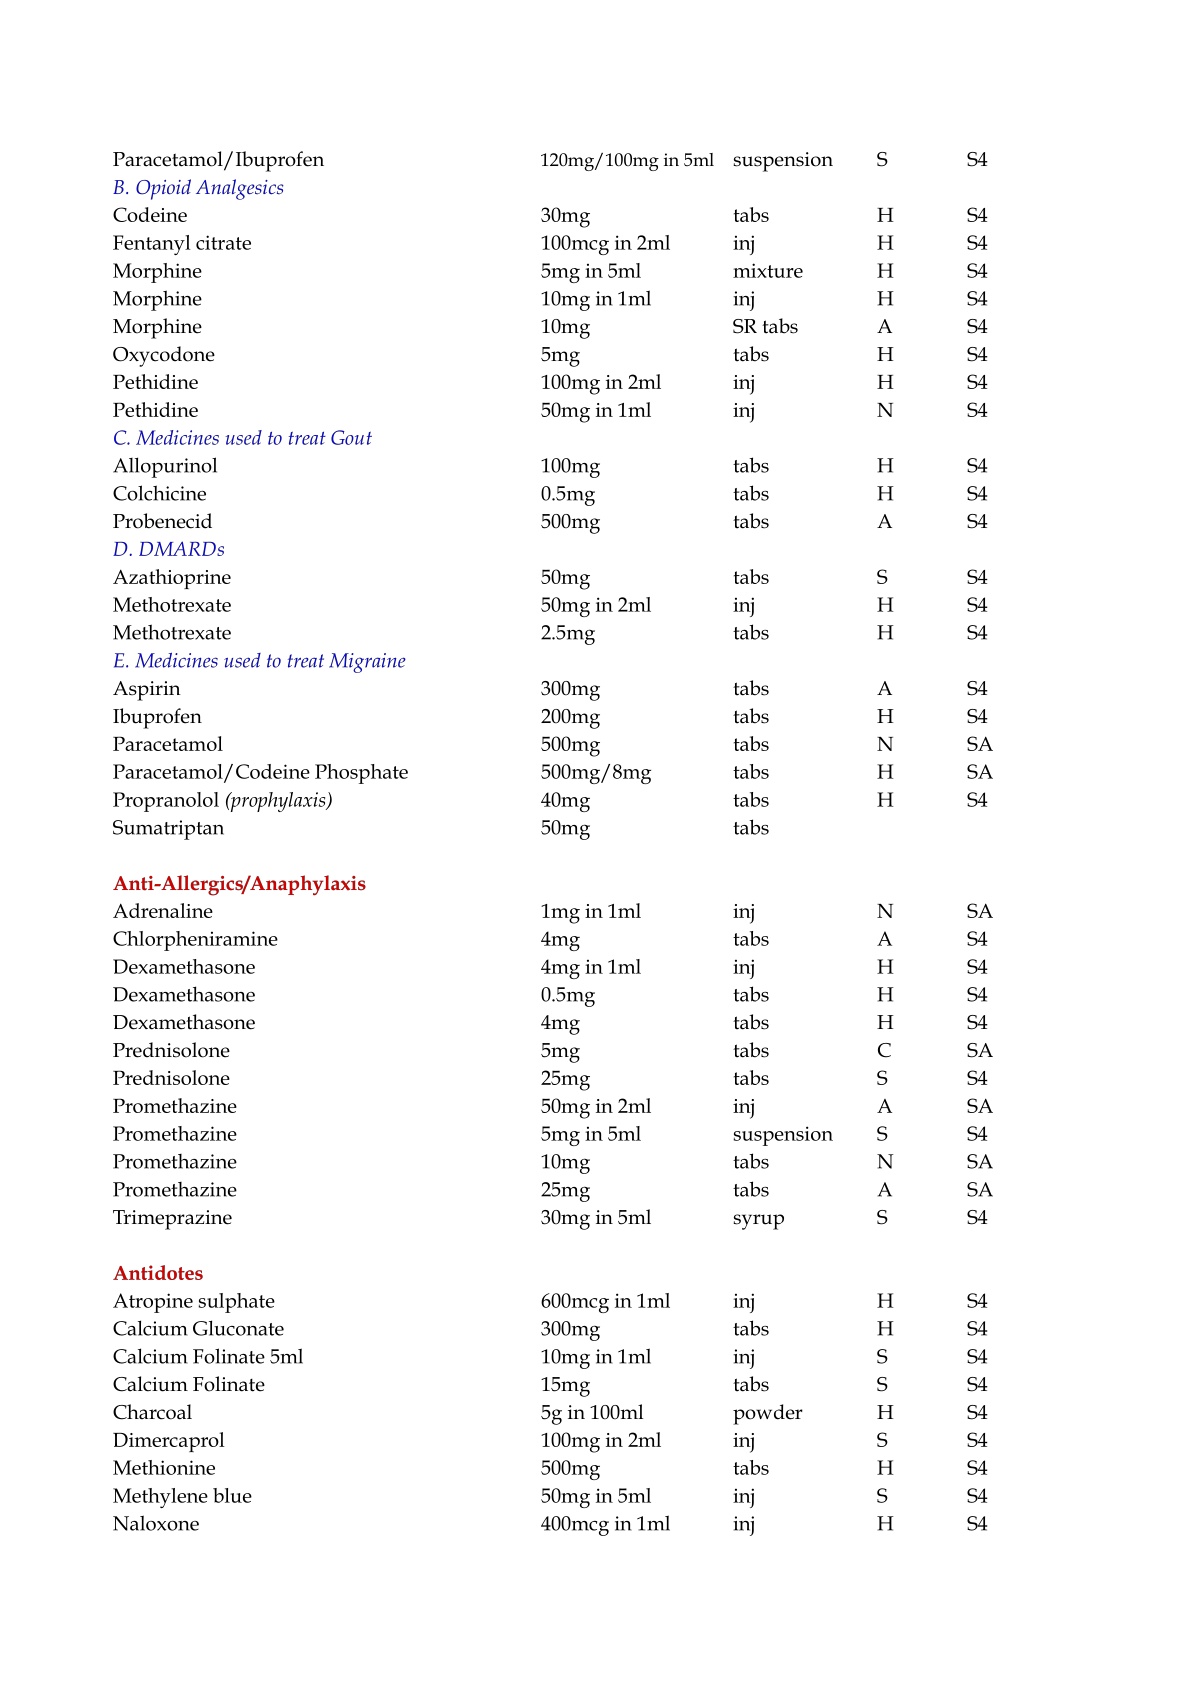 Paracetamol/Ibuprofen 120mg/100mg in 5ml suspension S S4
B. Opioid Analgesics
Codeine 30mg tabs H S4
Fentanyl citrate 100mcg in 2ml inj H S4
Morphine 5mg in 5ml mixture H S4
Morphine 10mg in 1ml inj H S4
Morphine 10mg SR tabs A S4
Oxycodone 5mg tabs H S4
Pethidine 100mg in 2ml inj H S4
Pethidine 50mg in 1ml inj N S4
C. Medicines used to treat Gout
Allopurinol 100mg tabs H S4
Colchicine 0.5mg tabs H S4
Probenecid 500mg tabs A S4
D. DMARDs
Azathioprine 50mg tabs S S4
Methotrexate 50mg in 2ml inj H S4
Methotrexate 2.5mg tabs H S4
E. Medicines used to treat Migraine
Aspirin 300mg tabs A S4
Ibuprofen 200mg tabs H S4
Paracetamol 500mg tabs N SA
Paracetamol/Codeine Phosphate 500mg/8mg tabs H SA
Propranolol (prophylaxis) 40mg tabs H S4
Sumatriptan 50mg tabs
Anti-Allergics/Anaphylaxis
Adrenaline 1mg in 1ml inj N SA
Chlorpheniramine 4mg tabs A S4
Dexamethasone 4mg in 1ml inj H S4
Dexamethasone 0.5mg tabs H S4
Dexamethasone 4mg tabs H S4
Prednisolone 5mg tabs C SA
Prednisolone 25mg tabs S S4
Promethazine 50mg in 2ml inj A SA
Promethazine 5mg in 5ml suspension S S4
Promethazine 10mg tabs N SA
Promethazine 25mg tabs A SA
Trimeprazine 30mg in 5ml syrup S S4
Antidotes
Atropine sulphate 600mcg in 1ml inj H S4
Calcium Gluconate 300mg tabs H S4
Calcium Folinate 5ml 10mg in 1ml inj S S4
Calcium Folinate 15mg tabs S S4
Charcoal 5g in 100ml powder H S4
Dimercaprol 100mg in 2ml inj S S4
Methionine 500mg tabs H S4
Methylene blue 50mg in 5ml inj S S4
Naloxone 400mcg in 1ml inj H S4